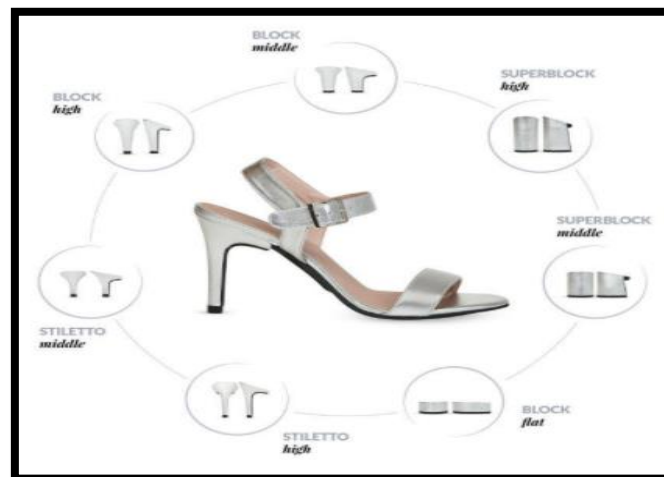 BLOCK
middle
SUPERBLOCK
high
BLOCK
high
SUPERBLOCK
middle
STILETTO
middle
BLOCK
flat
STILETTO
high